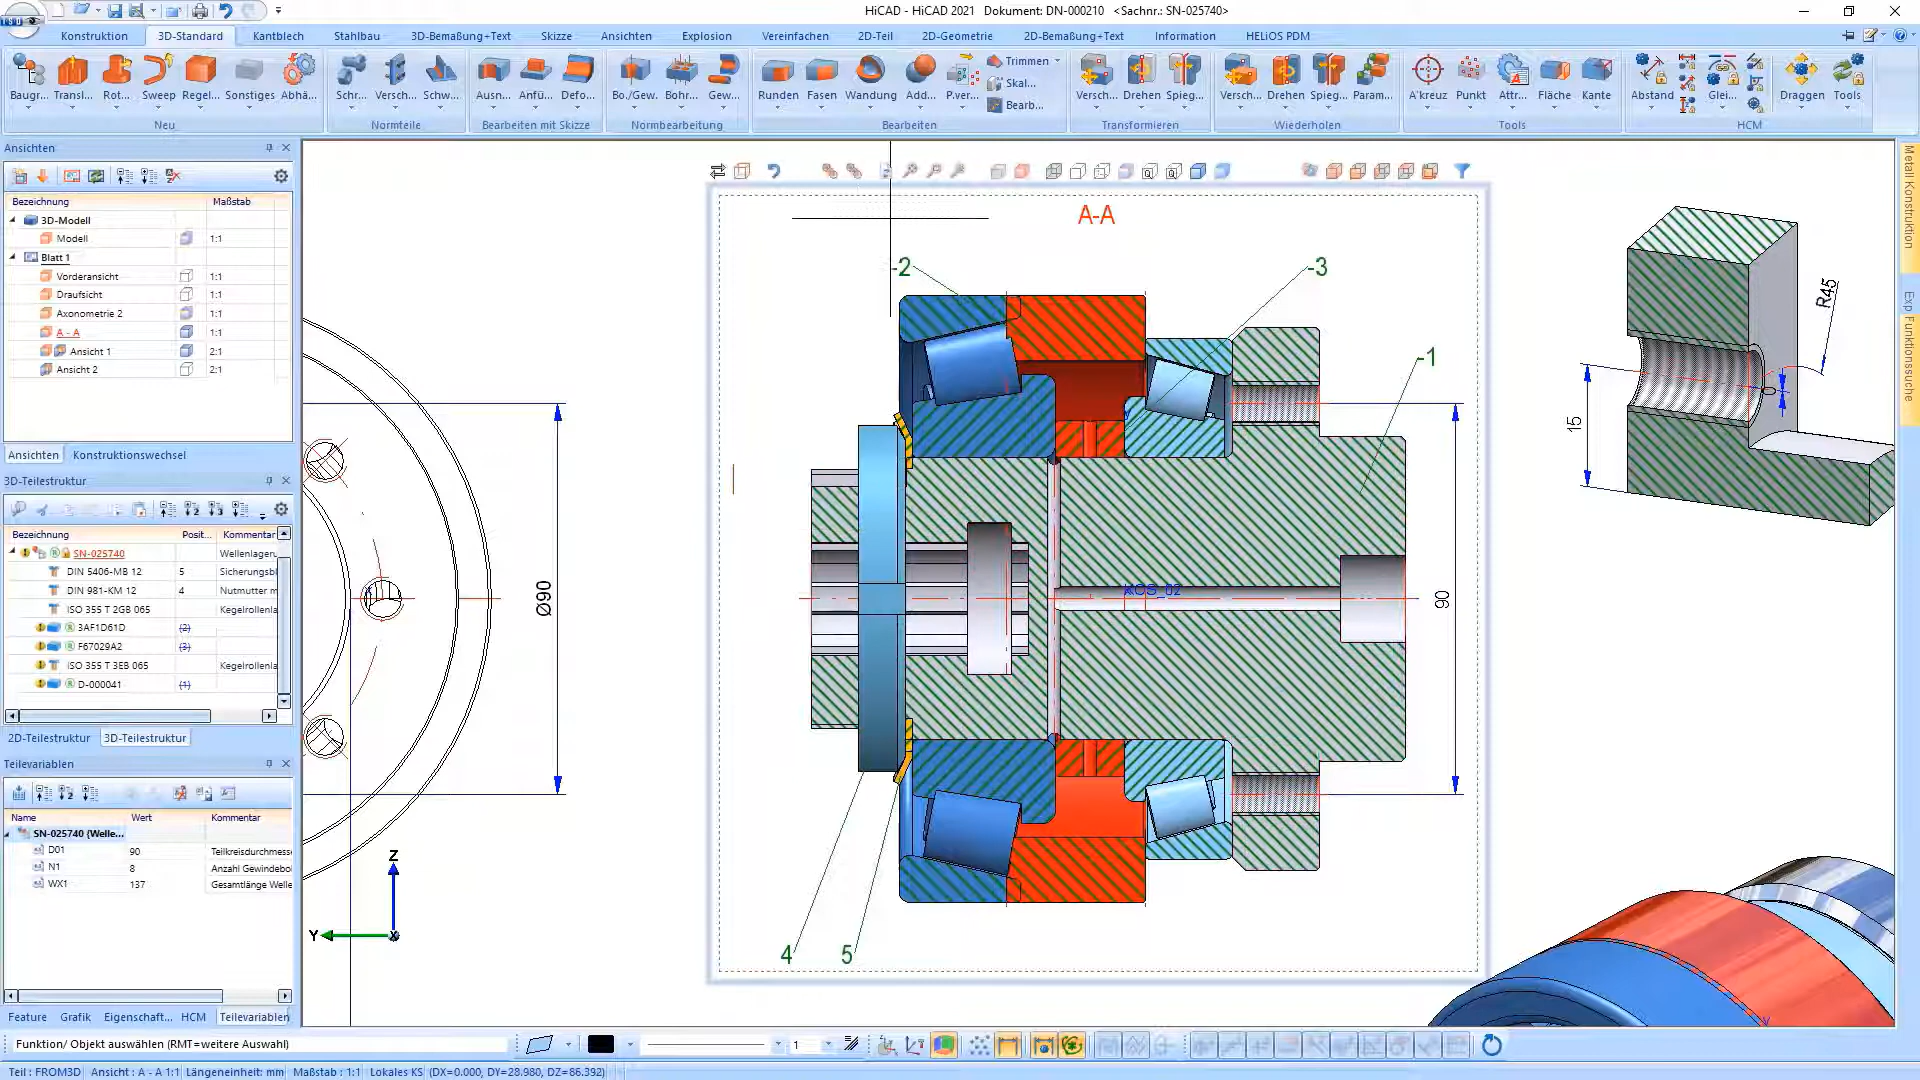 HiCAD - HiCAD 2021 Dokument: DN-000210 <Sachnr.: SN-025740>
Konstruktion 3D-Standard Kantblech Stahlbau 3D-Bemaßung+Text Skizze Ansichten Explosion Vereinfachen 2D-Teil 2D-Geometrie 2D-Bemaßung+Text Information HELiOS PDM
Trimmen
Skal...
Bearb...
Baugr... Transl... Rot... Sweep Regel... Sonstiges Abhä... Schr... Versch... Schw... Ausn... Anfü... Defo... Bo./Gew. Bohr... Gew... Runden Fasen Wandung Add... P.ver... Versch... Drehen Spieg... Versch... Drehen Spieg... Param... A'kreuz Punkt Attr... Fläche Kante Abstand Glei... Draggen Tools
Neu Normteile Bearbeiten mit Skizze Normbearbeitung Bearbeiten Transformieren Wiederholen Tools HCM
Ansichten
Bezeichnung Maßstab
3D-Modell
Modell 1:1
Blatt 1
Vorderansicht 1:1
Draufsicht 1:1
Axonometrie 2 1:1
A - A 1:1
Ansicht 1 2:1
Ansicht 2 2:1
Ansichten Konstruktionswechsel
3D-Teilestruktur
Bezeichnung Posit... Kommentar
SN-025740 Wellenlageru
DIN 5406-MB 12 5 Sicherungsbl
DIN 981-KM 12 4 Nutmutter m
ISO 355 T 2GB 065 Kegelrollenla
3AF1D61D (2)
F67029A2 (3)
ISO 355 T 3EB 065 Kegelrollenla
D-000041 (1)
2D-Teilestruktur 3D-Teilestruktur
Teilevariablen
Name Wert Kommentar
SN-025740 (Welle...
D01 90 Teilkreisdurchmesse
N1 8 Anzahl Gewindebo
WX1 137 Gesamtlänge Welle
Feature Grafik Eigenschaft... HCM Teilevariablen
A-A
-2
-3
-1
4
5
Ø90
90
KCS_02
R45
15
0
Z
Y
X
Metall Konstruktion
Exp Funktionssuche
Funktion/ Objekt auswählen (RMT=weitere Auswahl)
1
Teil : FROM3D Ansicht : A - A 1:1 Längeneinheit: mm Maßstab : 1:1 Lokales KS (DX=0.000, DY=28.980, DZ=86.392)